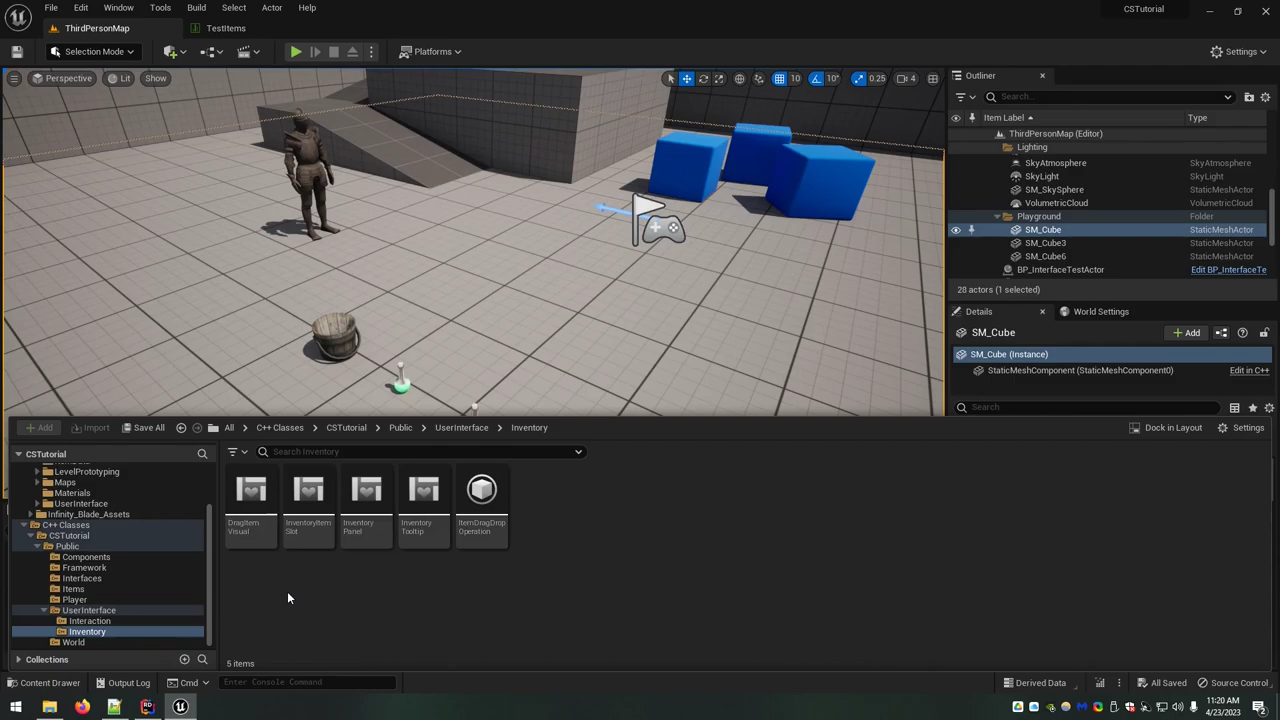 File Edit Window Tools Build Select Actor Help
CSTutorial
ThirdPersonMap
TestItems
Selection Mode
Platforms
Settings
Perspective Lit Show
10 10° 0.25 4
Outliner
Search...
Item Label Type
ThirdPersonMap (Editor)
Lighting
SkyAtmosphere SkyAtmosphere
SkyLight SkyLight
SM_SkySphere StaticMeshActor
VolumetricCloud VolumetricCloud
Playground Folder
SM_Cube StaticMeshActor
SM_Cube3 StaticMeshActor
SM_Cube6 StaticMeshActor
BP_InterfaceTestActor Edit BP_InterfaceTe
28 actors (1 selected)
Details World Settings
SM_Cube
Add
SM_Cube (Instance)
StaticMeshComponent (StaticMeshComponent0) Edit in C++
Search
Add Import Save All All > C++ Classes > CSTutorial > Public > UserInterface > Inventory
Dock in Layout Settings
CSTutorial
Search Inventory
LevelPrototyping
Maps
Materials
UserInterface
Infinity_Blade_Assets
C++ Classes
CSTutorial
Public
Components
Framework
Interfaces
Items
Player
UserInterface
Interaction
Inventory
World
DragItem
Visual
InventoryItem
Slot
Inventory
Panel
Inventory
Tooltip
ItemDragDrop
Operation
Collections
5 items
Content Drawer Output Log Cmd Enter Console Command
Derived Data All Saved Source Control
11:20 AM
4/23/2023